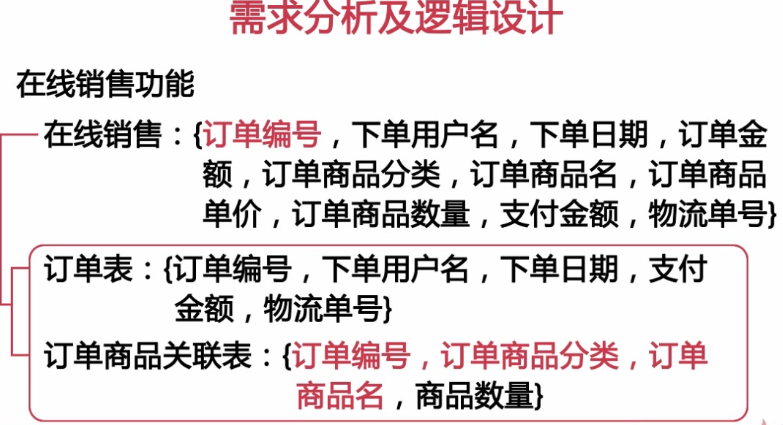 需求分析及逻辑设计
在线销售功能
在线销售：{订单编号，下单用户名，下单日期，订单金
额，订单商品分类，订单商品名，订单商品
单价，订单商品数量，支付金额，物流单号}
订单表：{订单编号，下单用户名，下单日期，支付
金额，物流单号}
订单商品关联表：{订单编号，订单商品分类，订单
商品名，商品数量}